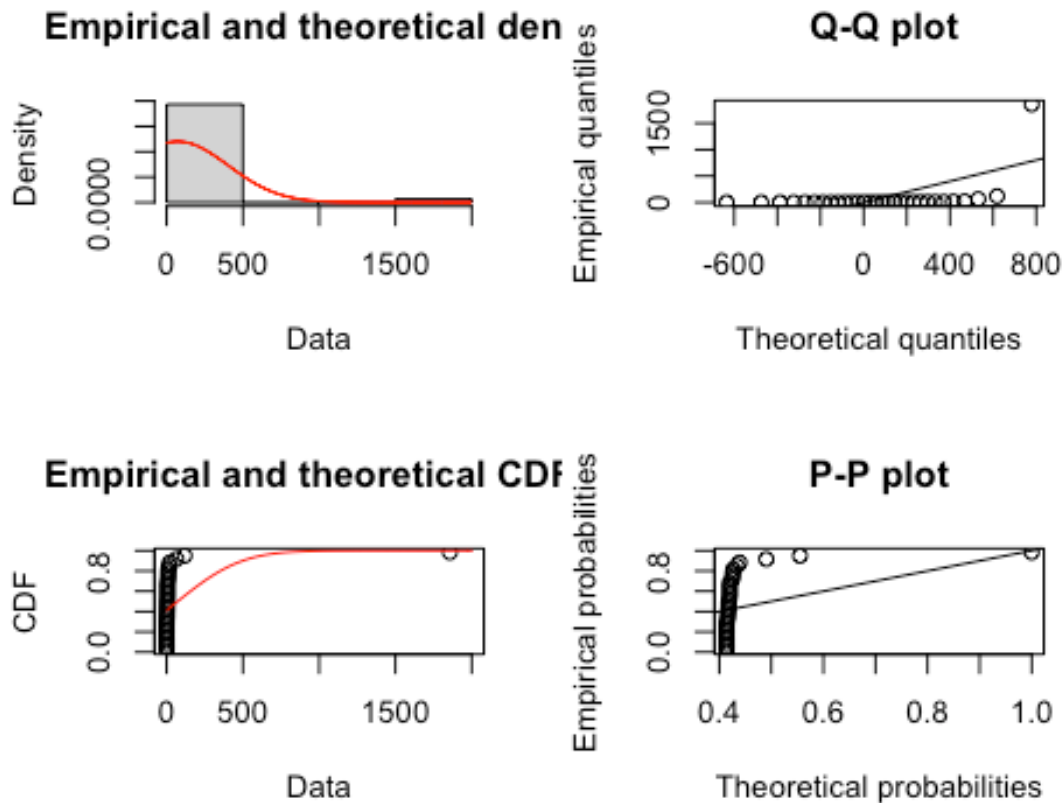 Empirical and theoretical den
Density
0.0000
0 500 1500
Data
Q-Q plot
Empirical quantiles
0 1500
-600 0 400 800
Theoretical quantiles
Empirical and theoretical CDF
CDF
0.0 0.8
0 500 1500
Data
P-P plot
Empirical probabilities
0.0 0.8
0.4 0.6 0.8 1.0
Theoretical probabilities